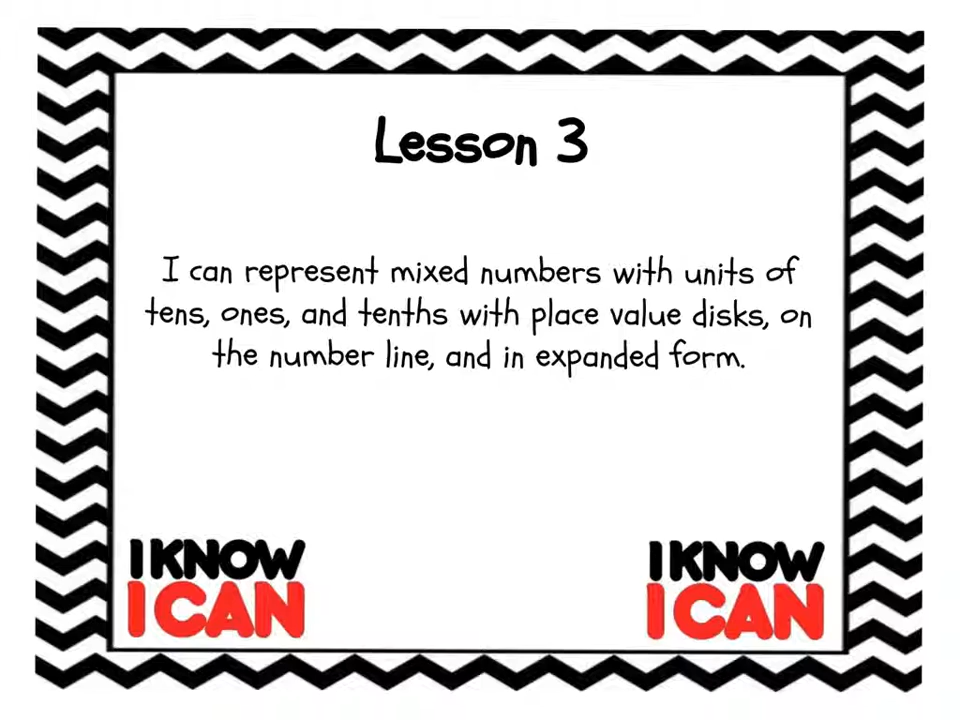 Lesson 3
I can represent mixed numbers with units of
tens, ones, and tenths with place value disks, on
the number line, and in expanded form.
I KNOW
I CAN
I KNOW
I CAN